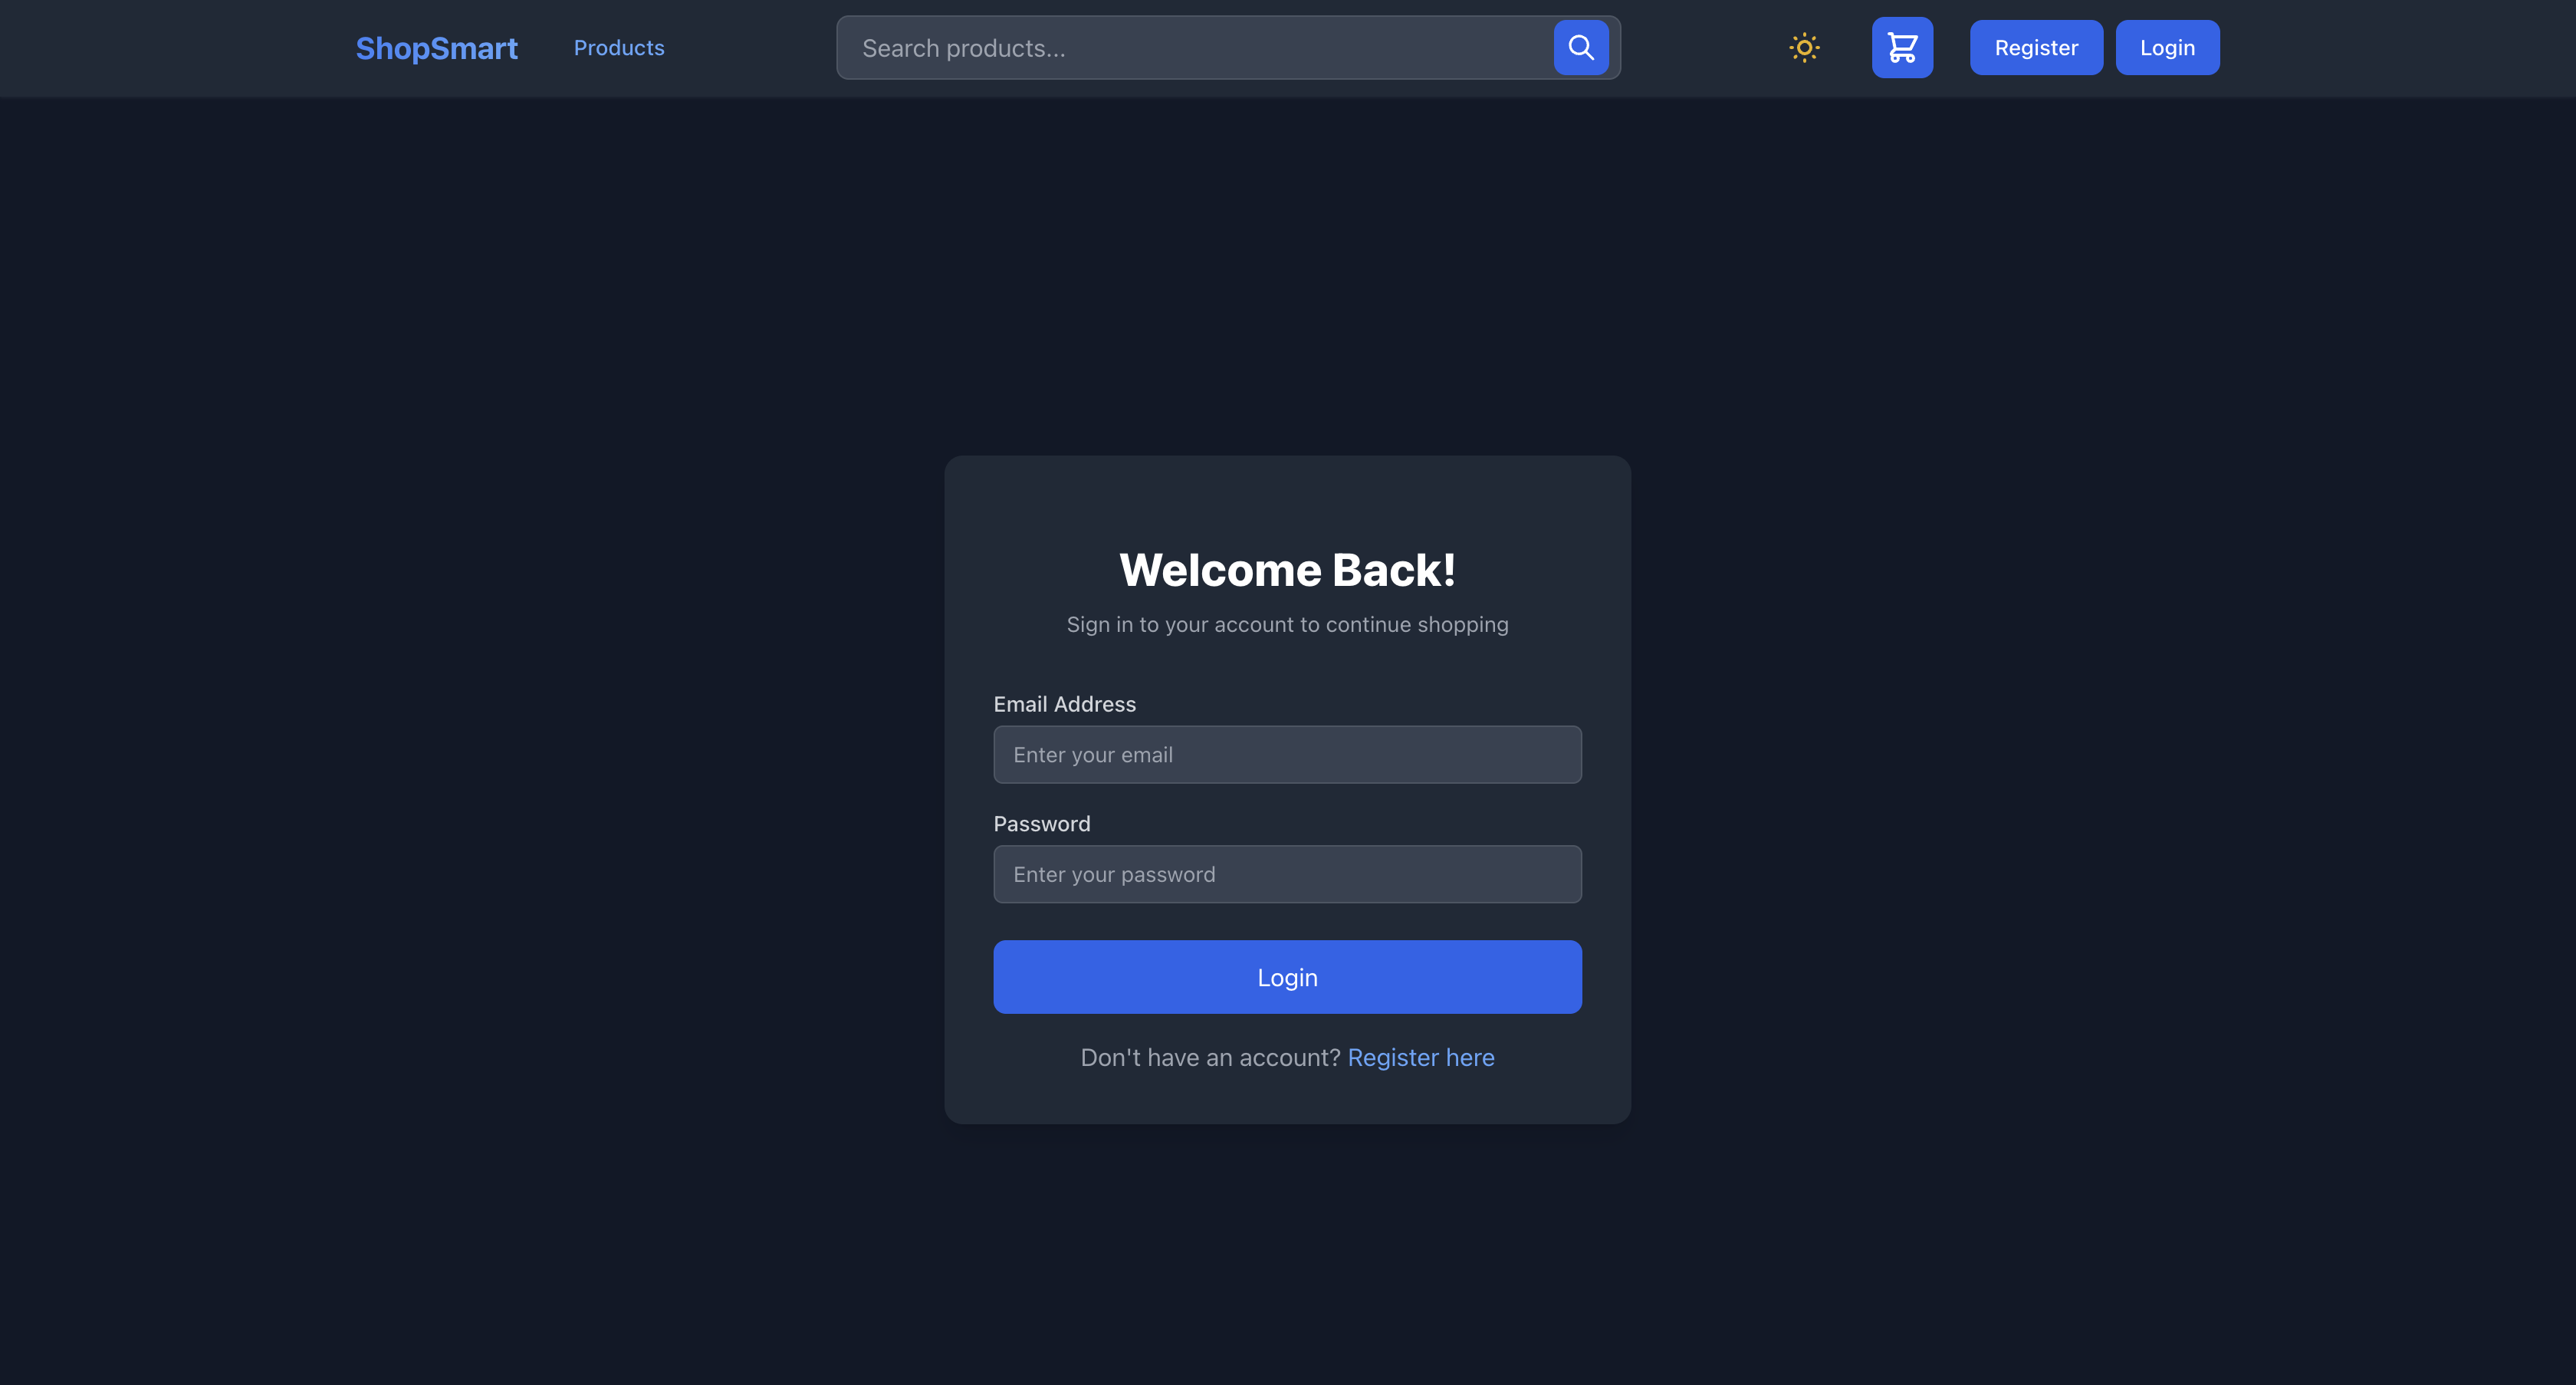 ShopSmart
Products
Search products...
Register
Login
Welcome Back!
Sign in to your account to continue shopping
Email Address
Enter your email
Password
Enter your password
Login
Don't have an account? Register here